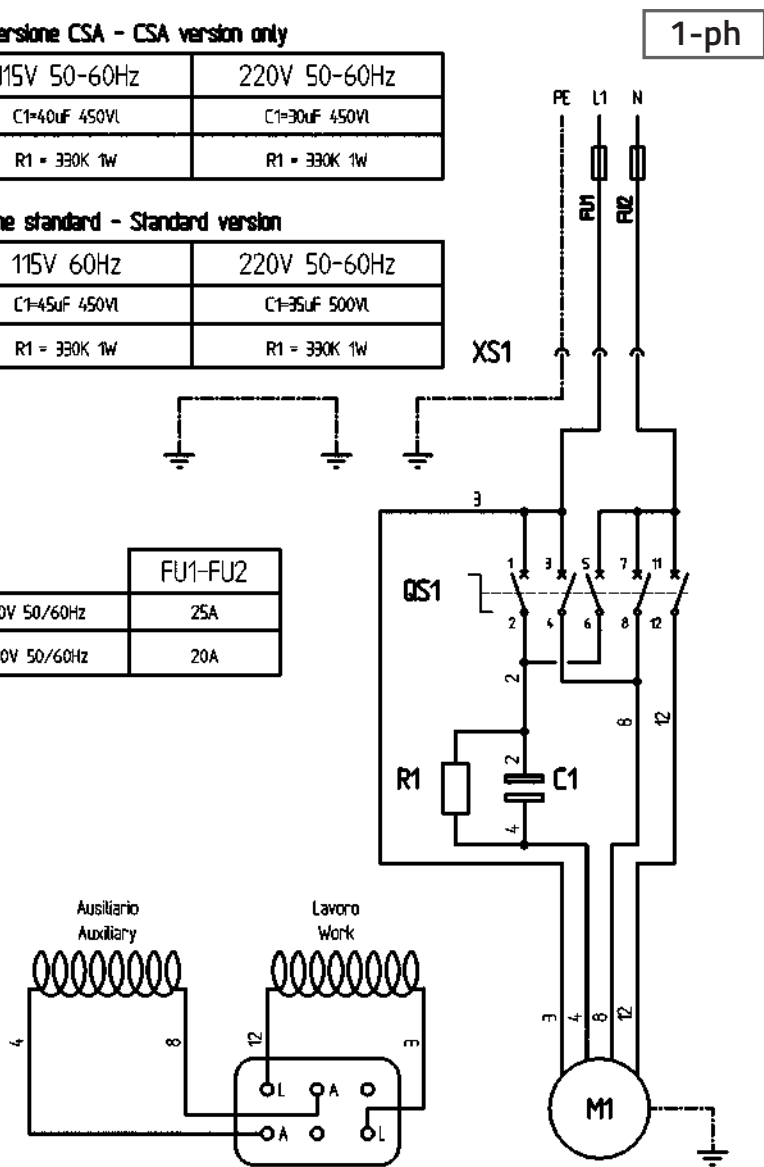 ersione CSA - CSA version only
1-ph
115V 50-60Hz 220V 50-60Hz
C1=40uF 450VL C1=30uF 450VL
R1 = 330K 1W R1 = 330K 1W
PE L1 N
FU1 FU2
ne standard - Standard version
115V 60Hz 220V 50-60Hz
C1=45uF 450VL C1=35uF 500VL
R1 = 330K 1W R1 = 330K 1W
XS1
3
FU1-FU2
0V 50/60Hz 25A
0V 50/60Hz 20A
QS1
1 3 5 7 11
2 4 6 8 12
2 8 12
R1 2 C1
4
Ausiliario Lavoro
Auxiliary Work
4 8 12 3
L A
A L
3 4 8 12
M1